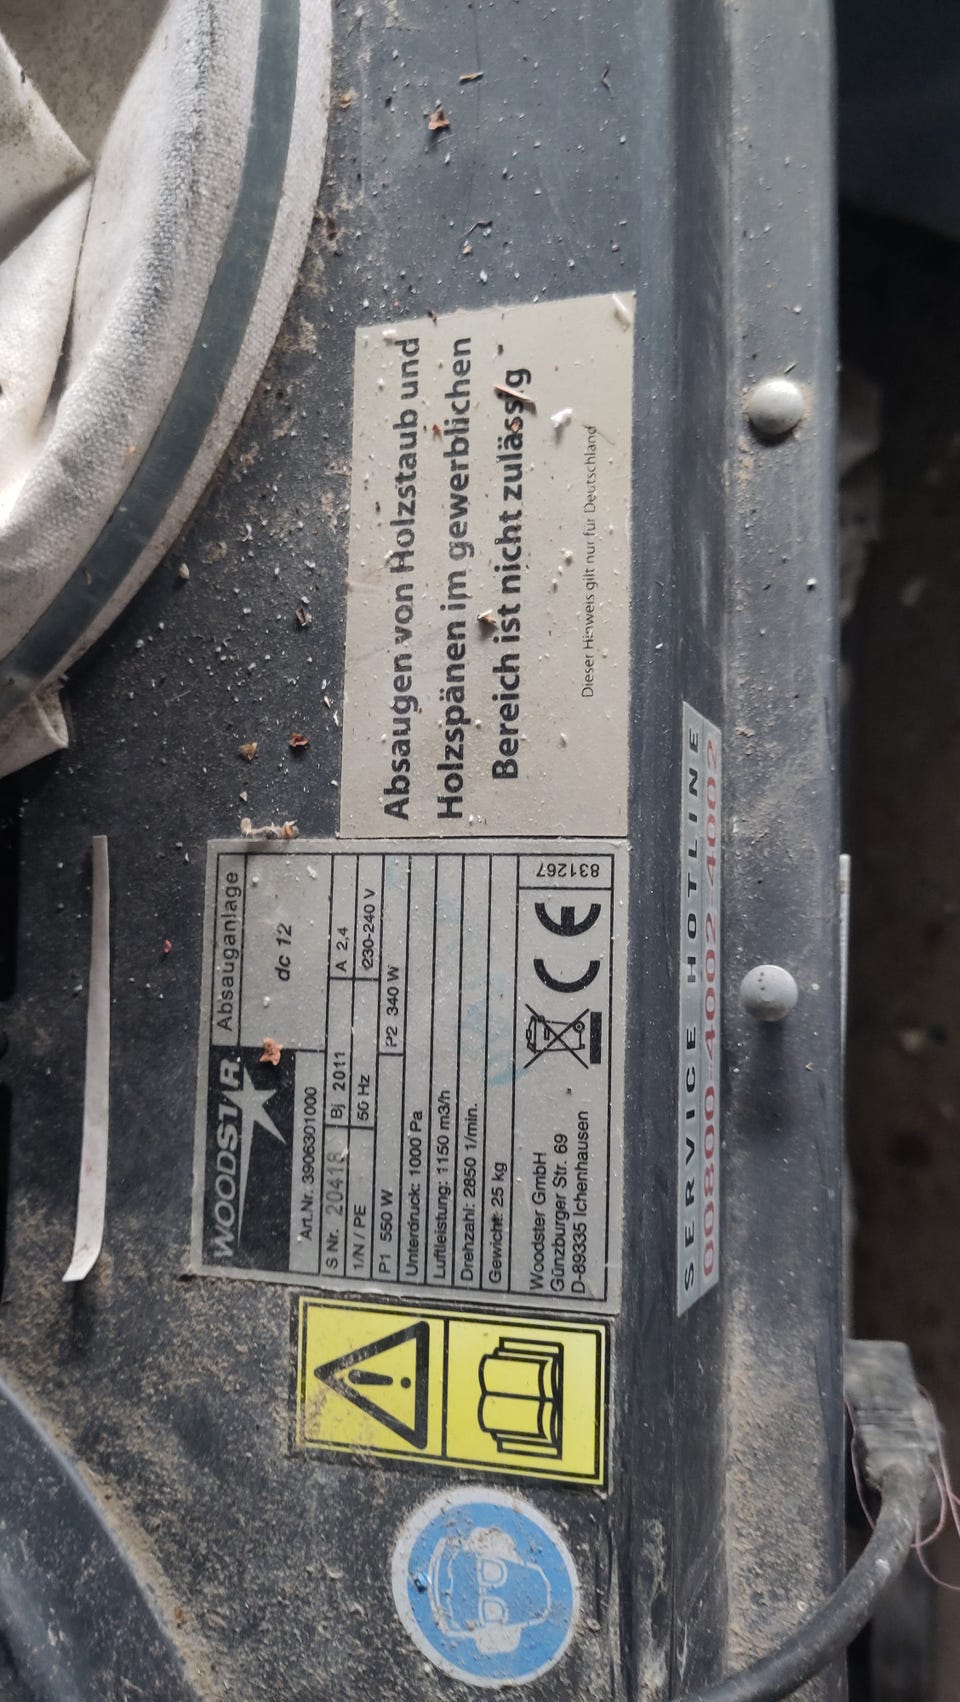 WOODSTAR
Absauganlage
dc 12
Art.Nr. 3906301000
S Nr. 20418 Bj 2011 A 2,4
1/N / PE 50 Hz 230-240 V
P1 550 W P2 340 W
Unterdruck: 1000 Pa
Luftleistung: 1150 m3/h
Drehzahl: 2850 1/min.
Gewicht: 25 kg
Woodster GmbH
Günzburger Str. 69
D-89335 Ichenhausen
CE
831267
Absaugen von Holzstaub und
Holzspänen im gewerblichen
Bereich ist nicht zulässig
Dieser Hinweis gilt nur für Deutschland
SERVICE HOTLINE
00800-4002-4002